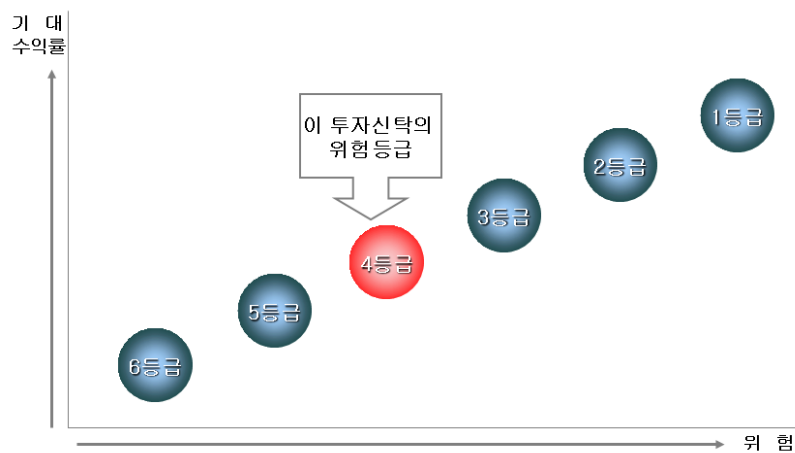 기 대
수익률
이 투자신탁의
위험등급
1등급
2등급
3등급
4등급
5등급
6등급
위 험